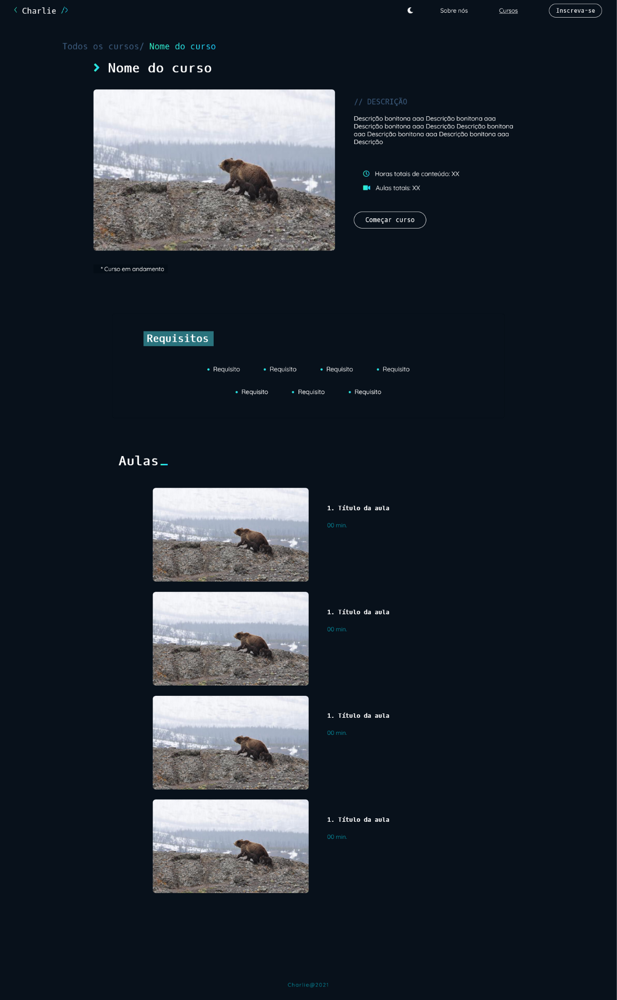 < Charlie />
Sobre nós
Cursos
Inscreva-se
Todos os cursos/ Nome do curso
Nome do curso
// DESCRIÇÃO
Descrição bonitona aaa Descrição bonitona aaa
Descrição bonitona aaa Descrição Descrição bonitona
aaa Descrição bonitona aaa Descrição bonitona aaa
Descrição
Horas totais de conteúdo: XX
Aulas totais: XX
Começar curso
* Curso em andamento
Requisitos
• Requisito • Requisito • Requisito • Requisito
• Requisito • Requisito • Requisito
Aulas_
1. Título da aula
00 min.
1. Título da aula
00 min.
1. Título da aula
00 min.
1. Título da aula
00 min.
Charlie@2021